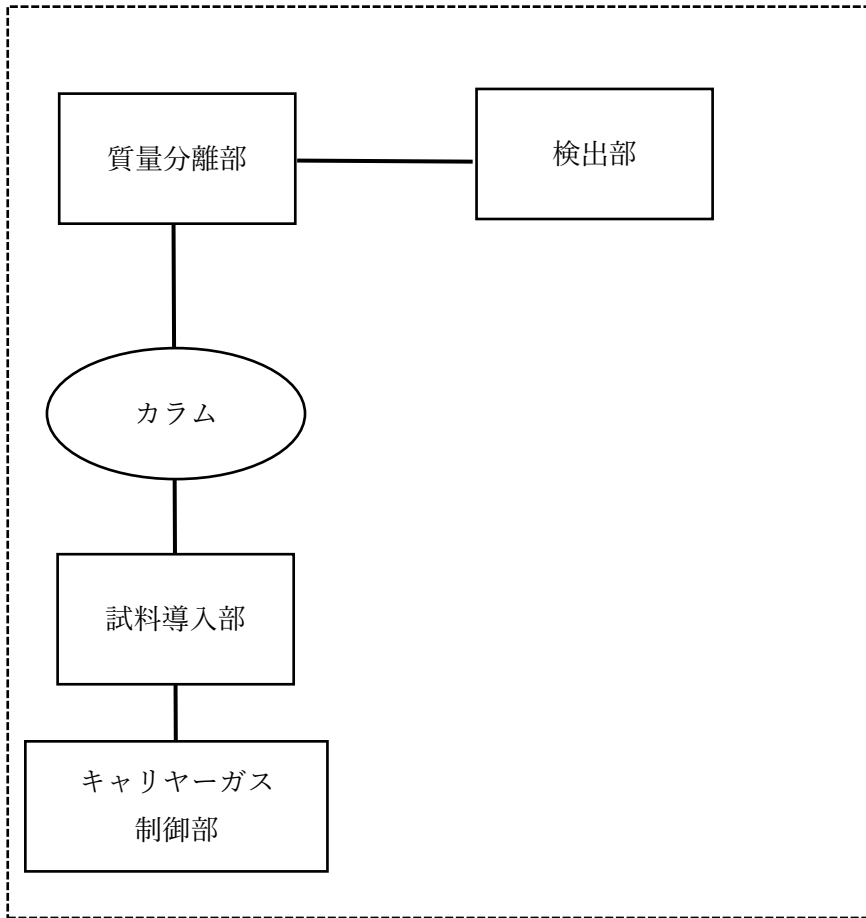 質量分離部
検出部
カラム
試料導入部
キャリヤーガス
制御部